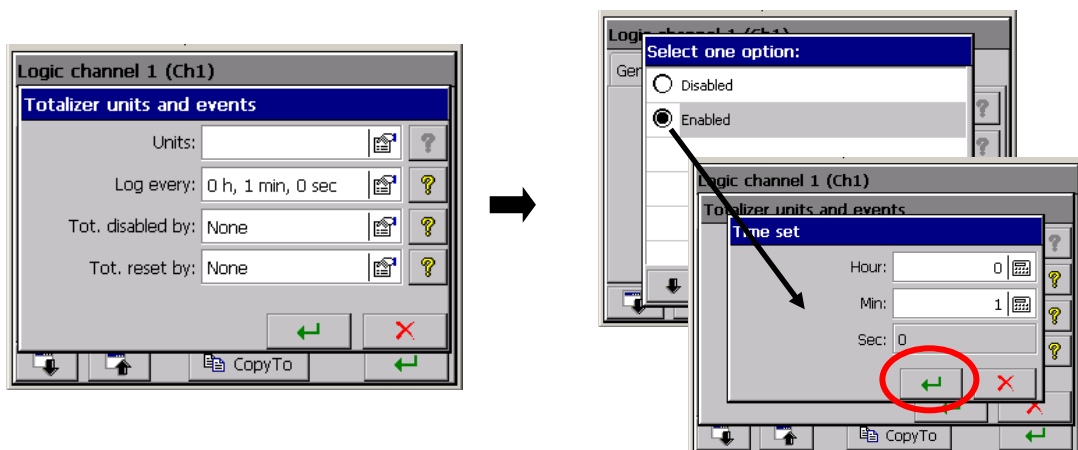 Logic channel 1 (Ch1)
Totalizer units and events
Units:
?
Log every: 0 h, 1 min, 0 sec
?
Tot. disabled by: None
?
Tot. reset by: None
?
CopyTo
Logic channel 1 (Ch1)
Gen
Select one option:
Disabled
?
Enabled
?
Logic channel 1 (Ch1)
Totalizer units and events
Time set
?
Hour: 0
?
Min: 1
?
Sec: 0
?
CopyTo